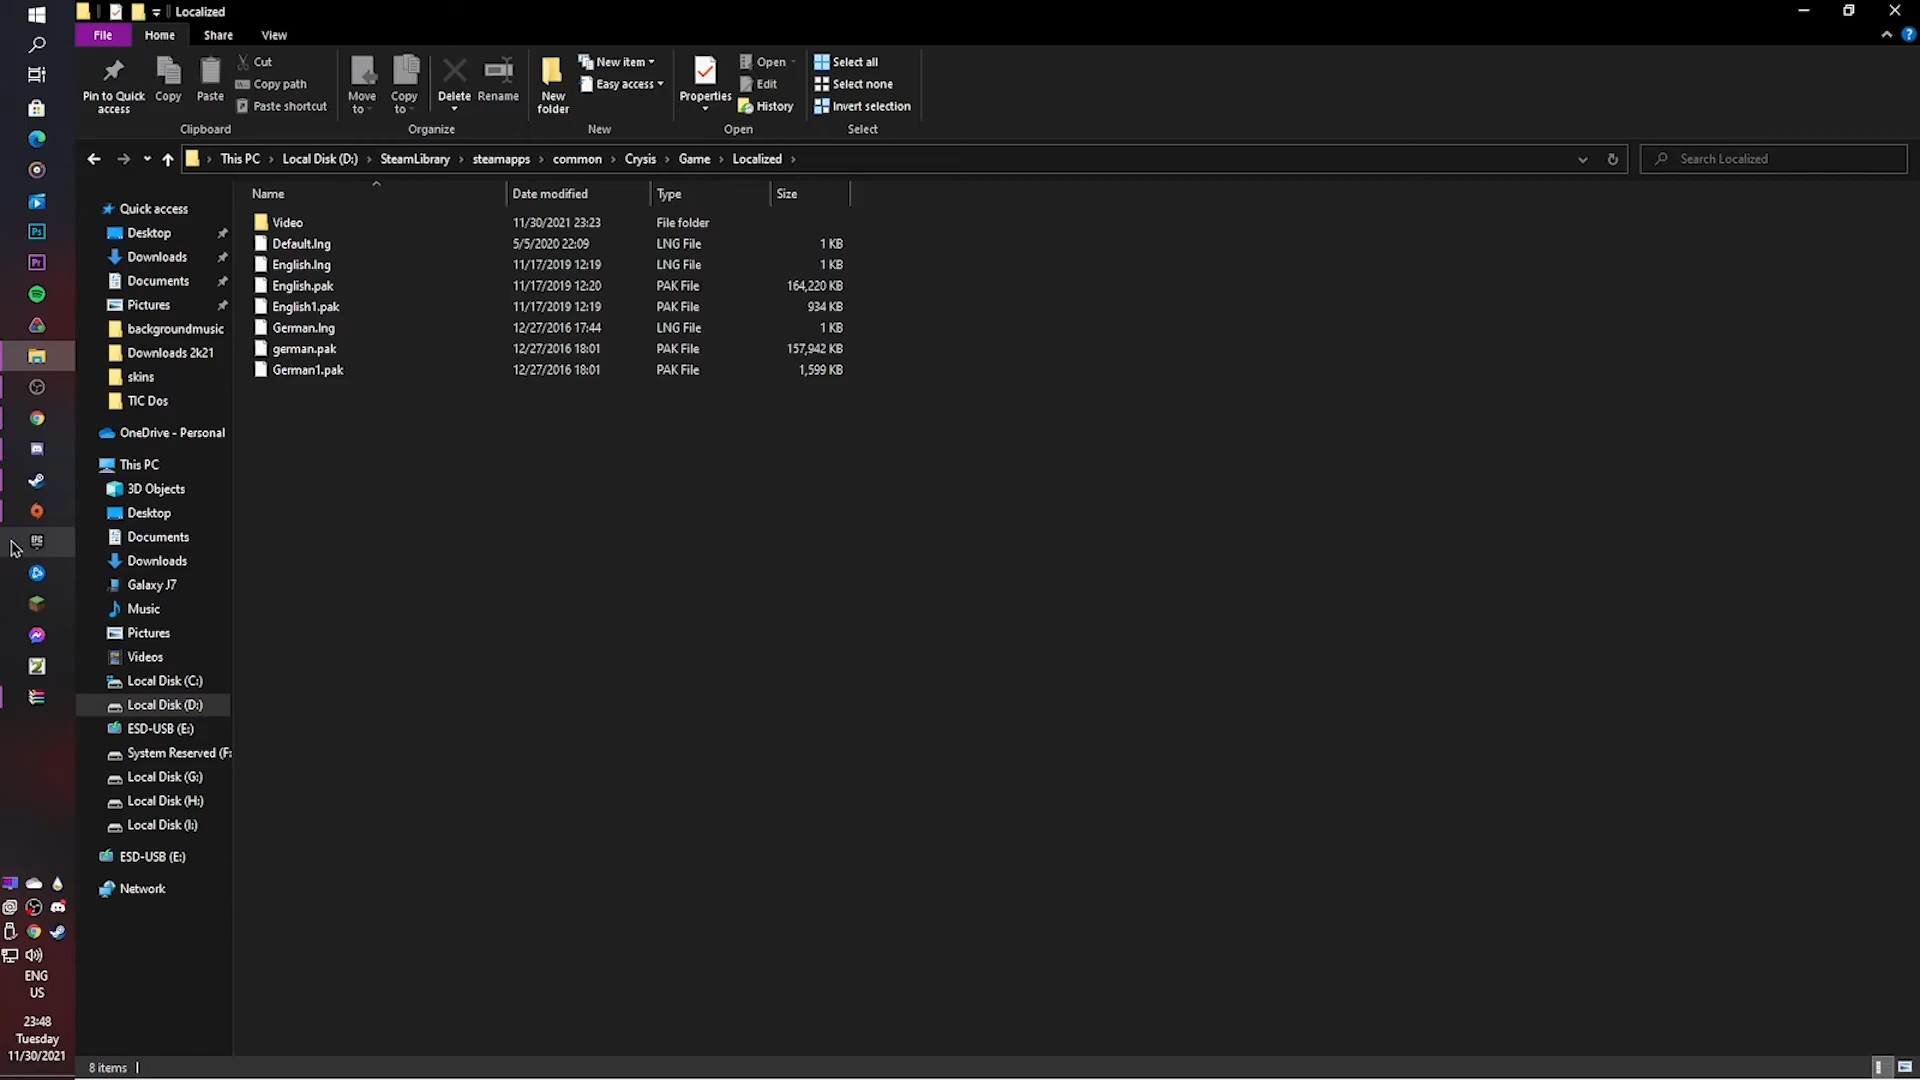 Localized
File Home Share View
Pin to Quick access
Copy
Paste
Cut
Copy path
Paste shortcut
Clipboard
Move to
Copy to
Delete
Rename
Organize
New folder
New item
Easy access
New
Properties
Open
Edit
History
Open
Select all
Select none
Invert selection
Select
This PC Local Disk (D:) SteamLibrary steamapps common Crysis Game Localized
Search Localized
Name Date modified Type Size
Video 11/30/2021 23:23 File folder
Default.lng 5/5/2020 22:09 LNG File 1 KB
English.lng 11/17/2019 12:19 LNG File 1 KB
English.pak 11/17/2019 12:20 PAK File 164,220 KB
English1.pak 11/17/2019 12:19 PAK File 934 KB
German.lng 12/27/2016 17:44 LNG File 1 KB
german.pak 12/27/2016 18:01 PAK File 157,942 KB
German1.pak 12/27/2016 18:01 PAK File 1,599 KB
Quick access
Desktop
Downloads
Documents
Pictures
backgroundmusic
Downloads 2k21
skins
TIC Dos
OneDrive - Personal
This PC
3D Objects
Desktop
Documents
Downloads
Galaxy J7
Music
Pictures
Videos
Local Disk (C:)
Local Disk (D:)
ESD-USB (E:)
System Reserved (F:
Local Disk (G:)
Local Disk (H:)
Local Disk (I:)
ESD-USB (E:)
Network
8 items
Ps
Pr
EPIC
ENG
US
23:48
Tuesday
11/30/2021